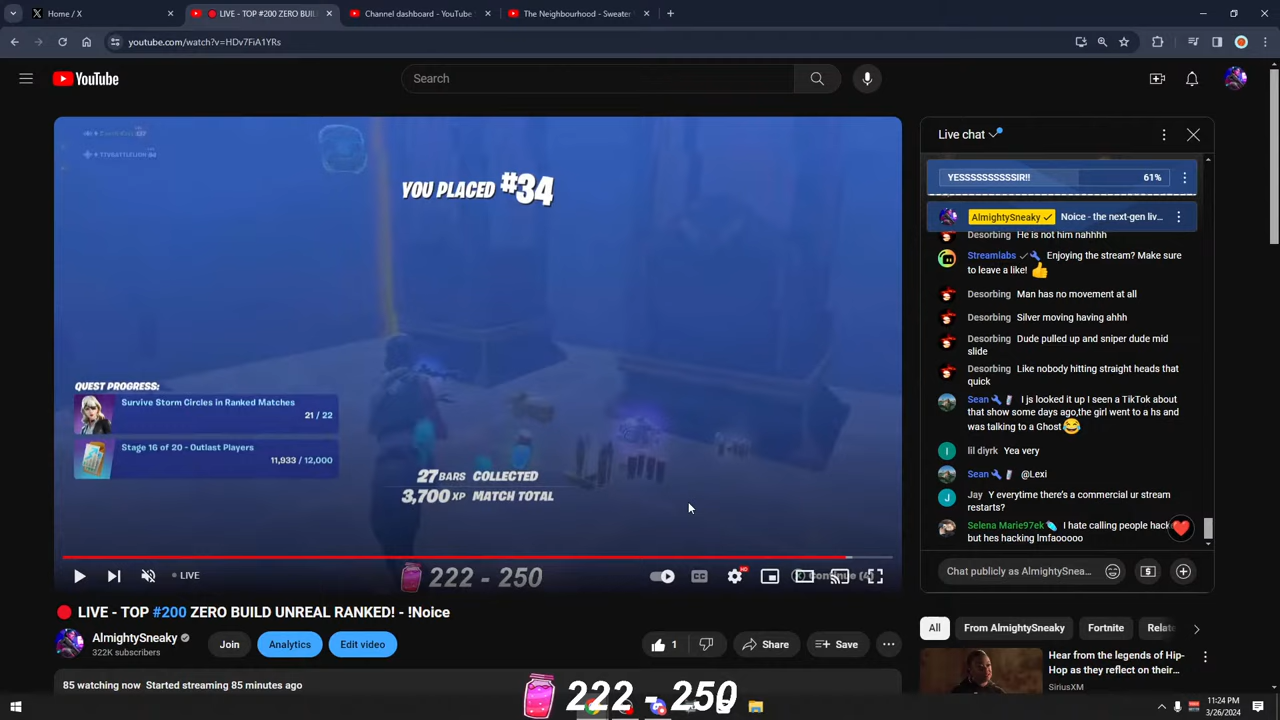 Home / X
LIVE - TOP #200 ZERO BUIL
Channel dashboard - YouTube
The Neighbourhood - Sweater
youtube.com/watch?v=HDv7FiA1YRs
YouTube
Search
YOU PLACED #34
QUEST PROGRESS:
Survive Storm Circles in Ranked Matches
21 / 22
Stage 16 of 20 - Outlast Players
11,933 / 12,000
27 BARS COLLECTED
3,700 XP MATCH TOTAL
LIVE
222 - 250
HD
LIVE - TOP #200 ZERO BUILD UNREAL RANKED! - !Noice
AlmightySneaky
322K subscribers
Join
Analytics
Edit video
1
Share
Save
85 watching now Started streaming 85 minutes ago
Live chat
YESSSSSSSSSIR!!
61%
AlmightySneaky Noice - the next-gen liv...
Desorbing He is not him nahhhh
Streamlabs Enjoying the stream? Make sure
to leave a like!
Desorbing Man has no movement at all
Desorbing Silver moving having ahhh
Desorbing Dude pulled up and sniper dude mid
slide
Desorbing Like nobody hitting straight heads that
quick
Sean I js looked it up I seen a TikTok about
that show some days ago,the girl went to a hs and
was talking to a Ghost
lil diyrk Yea very
Sean @Lexi
Jay Y everytime there's a commercial ur stream
restarts?
Selena Marie97ek I hate calling people hack
but hes hacking lmfaooooo
Chat publicly as AlmightySnea...
All
From AlmightySneaky
Fortnite
Relate
Hear from the legends of Hip-
Hop as they reflect on their...
SiriusXM
222 - 250
11:24 PM
3/26/2024